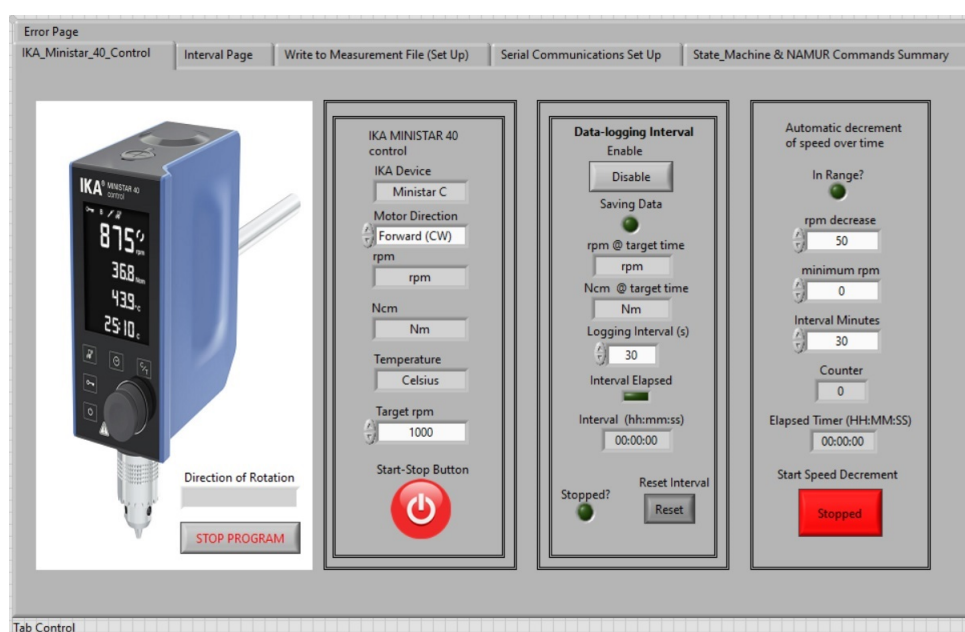 Error Page
IKA_Ministar_40_Control
Interval Page
Write to Measurement File (Set Up)
Serial Communications Set Up
State_Machine & NAMUR Commands Summary
IKA® MINISTAR 40
control
875
rpm
36.8 Ncm
43.9 °C
25:10
Direction of Rotation
STOP PROGRAM
IKA MINISTAR 40
control
IKA Device
Ministar C
Motor Direction
Forward (CW)
rpm
rpm
Ncm
Nm
Temperature
Celsius
Target rpm
1000
Start-Stop Button
Data-logging Interval
Enable
Disable
Saving Data
rpm @ target time
rpm
Ncm @ target time
Nm
Logging Interval (s)
30
Interval Elapsed
Interval (hh:mm:ss)
00:00:00
Stopped?
Reset Interval
Reset
Automatic decrement
of speed over time
In Range?
rpm decrease
50
minimum rpm
0
Interval Minutes
30
Counter
0
Elapsed Timer (HH:MM:SS)
00:00:00
Start Speed Decrement
Stopped
Tab Control